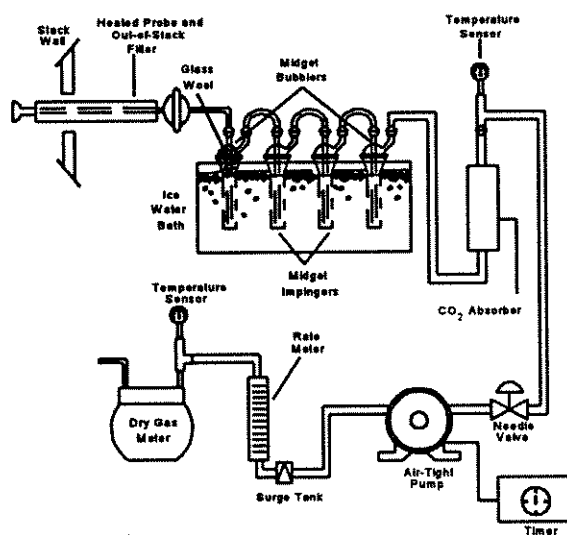 Stack
Wall
Heated Probe and
Out-of-Stack
Filter
Glass
Wool
Midget
Bubblers
Temperature
Sensor
Ice
Water
Bath
Midget
Impingers
CO2 Absorber
Temperature
Sensor
Rate
Meter
Dry Gas
Meter
Surge Tank
Air-Tight
Pump
Needle
Valve
Timer